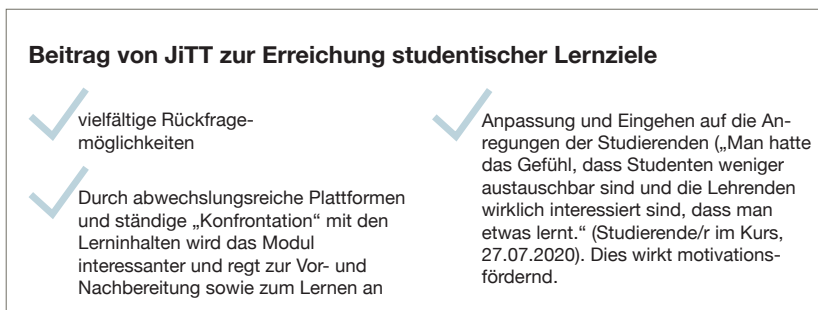 Beitrag von JiTT zur Erreichung studentischer Lernziele
vielfältige Rückfrage-
möglichkeiten
Durch abwechslungsreiche Plattformen
und ständige „Konfrontation“ mit den
Lerninhalten wird das Modul
interessanter und regt zur Vor- und
Nachbereitung sowie zum Lernen an
Anpassung und Eingehen auf die An-
regungen der Studierenden („Man hatte
das Gefühl, dass Studenten weniger
austauschbar sind und die Lehrenden
wirklich interessiert sind, dass man
etwas lernt.“ (Studierende/r im Kurs,
27.07.2020). Dies wirkt motivations-
fördernd.